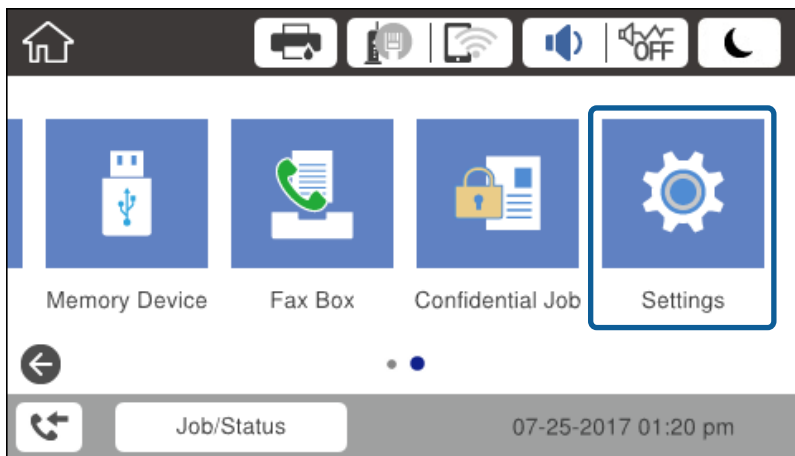 OFF
Memory Device
Fax Box
Confidential Job
Settings
Job/Status
07-25-2017 01:20 pm